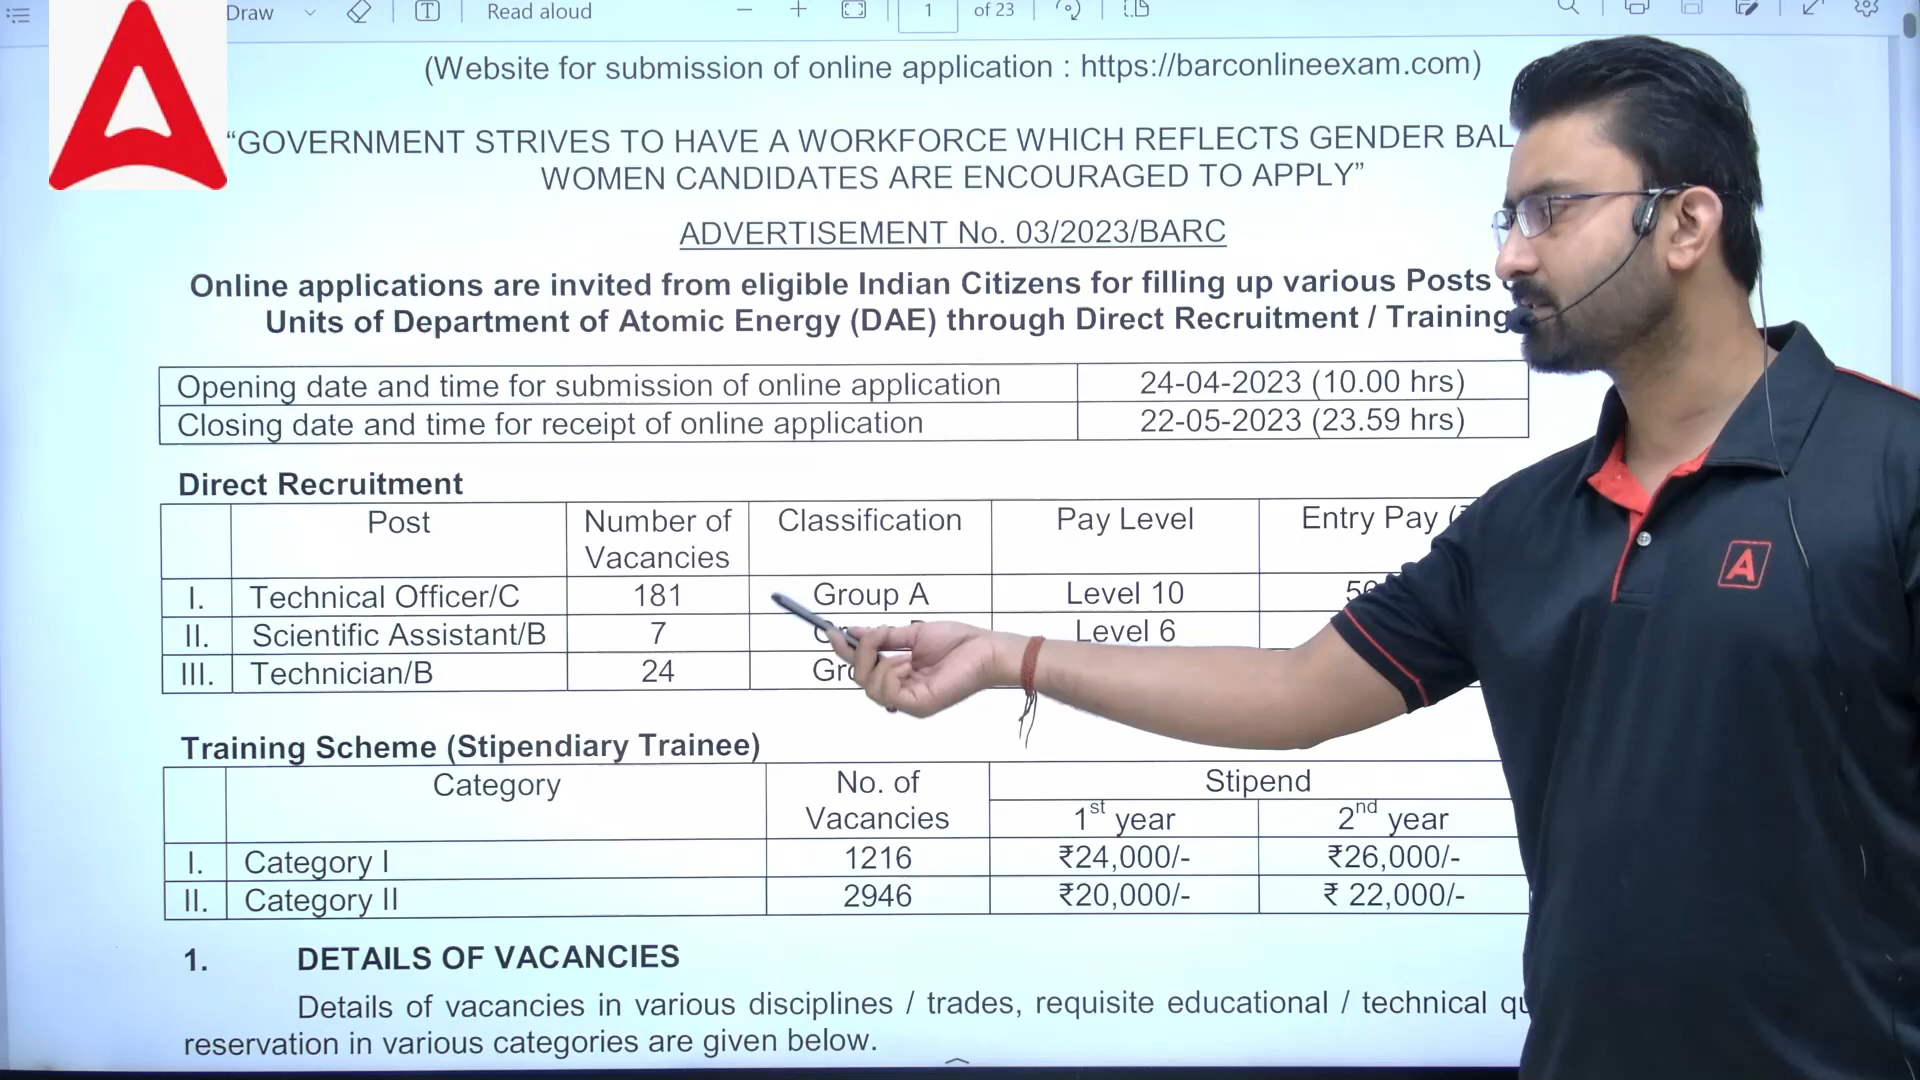 Draw
Read aloud
1
of 23
(Website for submission of online application : https://barconlineexam.com)
“GOVERNMENT STRIVES TO HAVE A WORKFORCE WHICH REFLECTS GENDER BAL
WOMEN CANDIDATES ARE ENCOURAGED TO APPLY”
ADVERTISEMENT No. 03/2023/BARC
Online applications are invited from eligible Indian Citizens for filling up various Posts
Units of Department of Atomic Energy (DAE) through Direct Recruitment / Training
Opening date and time for submission of online application 24-04-2023 (10.00 hrs)
Closing date and time for receipt of online application 22-05-2023 (23.59 hrs)
Direct Recruitment
Post Number of Vacancies Classification Pay Level Entry Pay
I. Technical Officer/C 181 Group A Level 10
II. Scientific Assistant/B 7 Level 6
III. Technician/B 24
Training Scheme (Stipendiary Trainee)
Category No. of Vacancies Stipend
1st year 2nd year
I. Category I 1216 ₹24,000/- ₹26,000/-
II. Category II 2946 ₹20,000/- ₹ 22,000/-
1. DETAILS OF VACANCIES
Details of vacancies in various disciplines / trades, requisite educational / technical qu
reservation in various categories are given below.
A